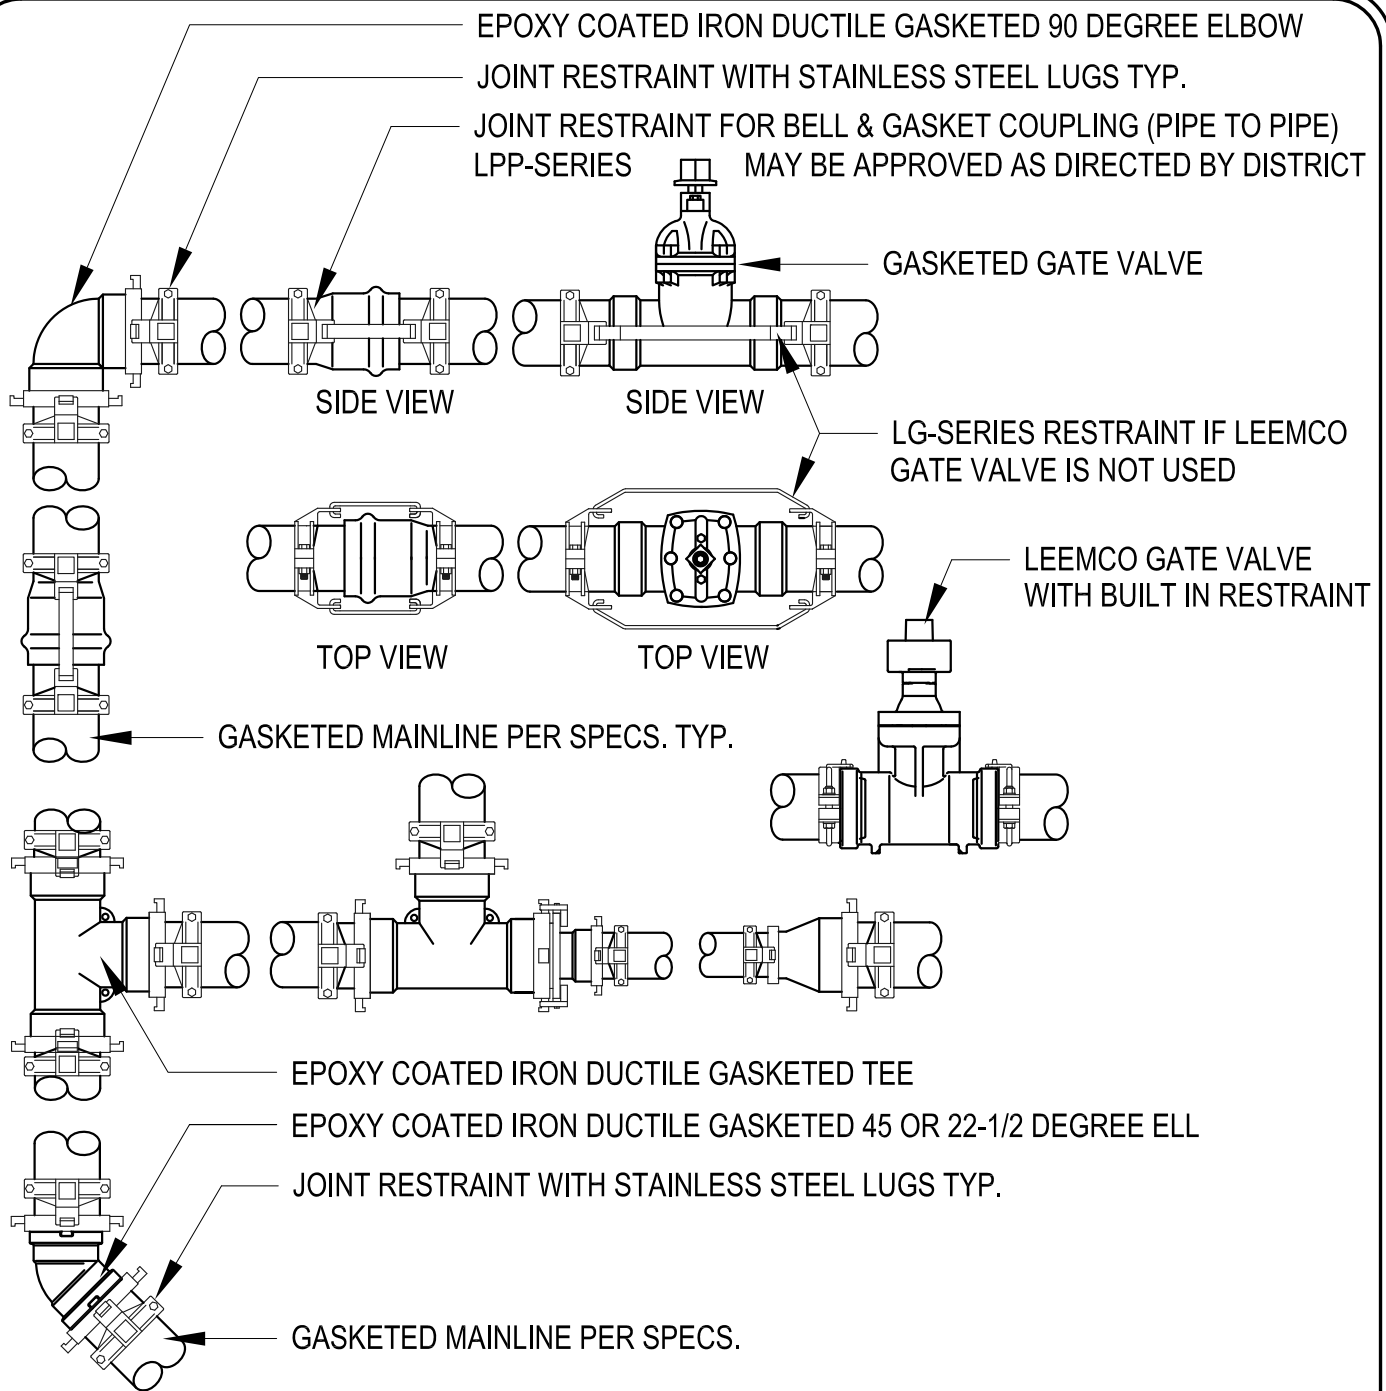 EPOXY COATED IRON DUCTILE GASKETED 90 DEGREE ELBOW
JOINT RESTRAINT WITH STAINLESS STEEL LUGS TYP.
JOINT RESTRAINT FOR BELL & GASKET COUPLING (PIPE TO PIPE)
LPP-SERIES MAY BE APPROVED AS DIRECTED BY DISTRICT
GASKETED GATE VALVE
SIDE VIEW
SIDE VIEW
LG-SERIES RESTRAINT IF LEEMCO
GATE VALVE IS NOT USED
LEEMCO GATE VALVE
WITH BUILT IN RESTRAINT
TOP VIEW
TOP VIEW
GASKETED MAINLINE PER SPECS. TYP.
EPOXY COATED IRON DUCTILE GASKETED TEE
EPOXY COATED IRON DUCTILE GASKETED 45 OR 22-1/2 DEGREE ELL
JOINT RESTRAINT WITH STAINLESS STEEL LUGS TYP.
GASKETED MAINLINE PER SPECS.